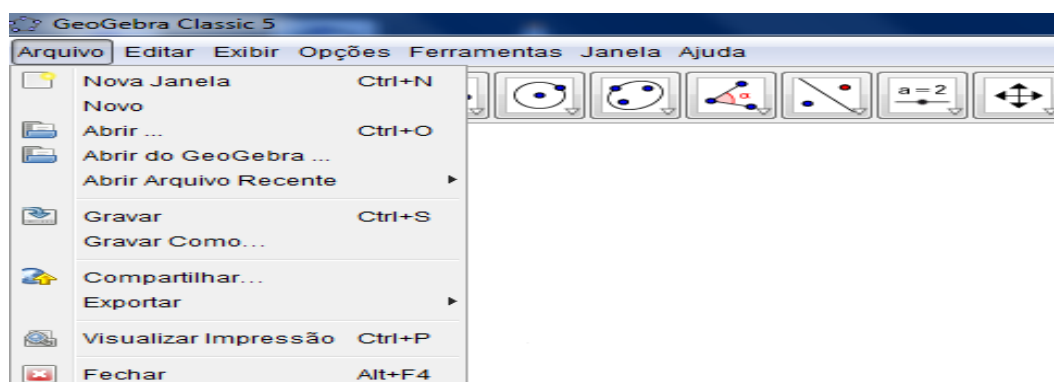 GeoGebra Classic 5
Arquivo Editar Exibir Opções Ferramentas Janela Ajuda
Nova Janela Ctrl+N
Novo
Abrir ... Ctrl+O
Abrir do GeoGebra ...
Abrir Arquivo Recente
Gravar Ctrl+S
Gravar Como...
Compartilhar...
Exportar
Visualizar Impressão Ctrl+P
Fechar Alt+F4
α
a = 2